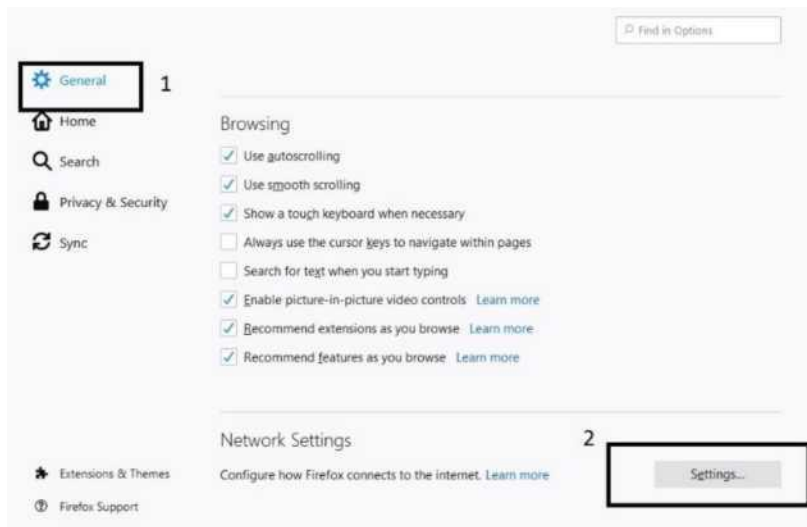 Find in Options
General
1
Home
Search
Privacy & Security
Sync
Browsing
Use autoscrolling
Use smooth scrolling
Show a tough keyboard when necessary
Always use the cursor keys to navigate within pages
Search for text when you start typing
Enable picture-in-picture video controls Learn more
Recommend extensions as you browse Learn more
Recommend features as you browse Learn more
Network Settings
2
Configure how Firefox connects to the internet. Learn more
Settings...
Extensions & Themes
Firefox Support